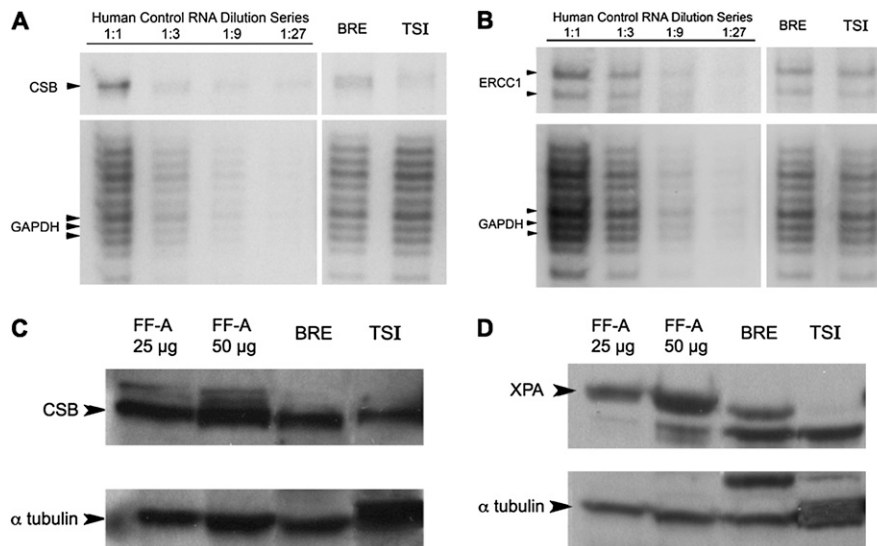 A
Human Control RNA Dilution Series
1:1 1:3 1:9 1:27
BRE
TSI
CSB
GAPDH
B
Human Control RNA Dilution Series
1:1 1:3 1:9 1:27
BRE
TSI
ERCC1
GAPDH
C
FF-A
25 µg
FF-A
50 µg
BRE
TSI
CSB
α tubulin
D
FF-A
25 µg
FF-A
50 µg
BRE
TSI
XPA
α tubulin